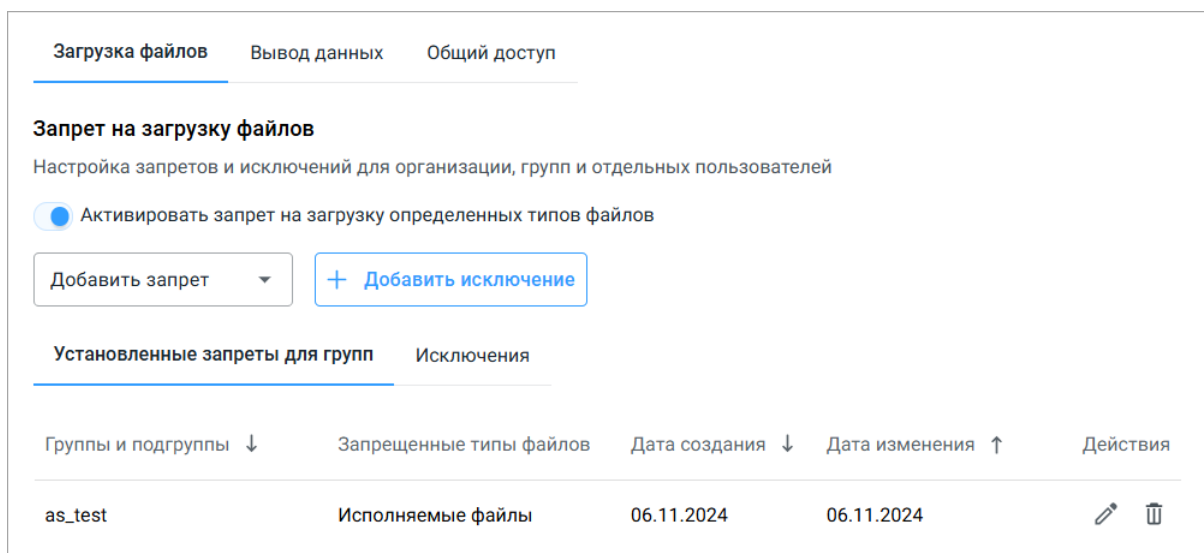 Загрузка файлов Вывод данных Общий доступ
Запрет на загрузку файлов
Настройка запретов и исключений для организации, групп и отдельных пользователей
Активировать запрет на загрузку определенных типов файлов
Добавить запрет + Добавить исключение
Установленные запреты для групп Исключения
Группы и подгруппы ↓ Запрещенные типы файлов Дата создания ↓ Дата изменения ↑ Действия
as_test Исполняемые файлы 06.11.2024 06.11.2024